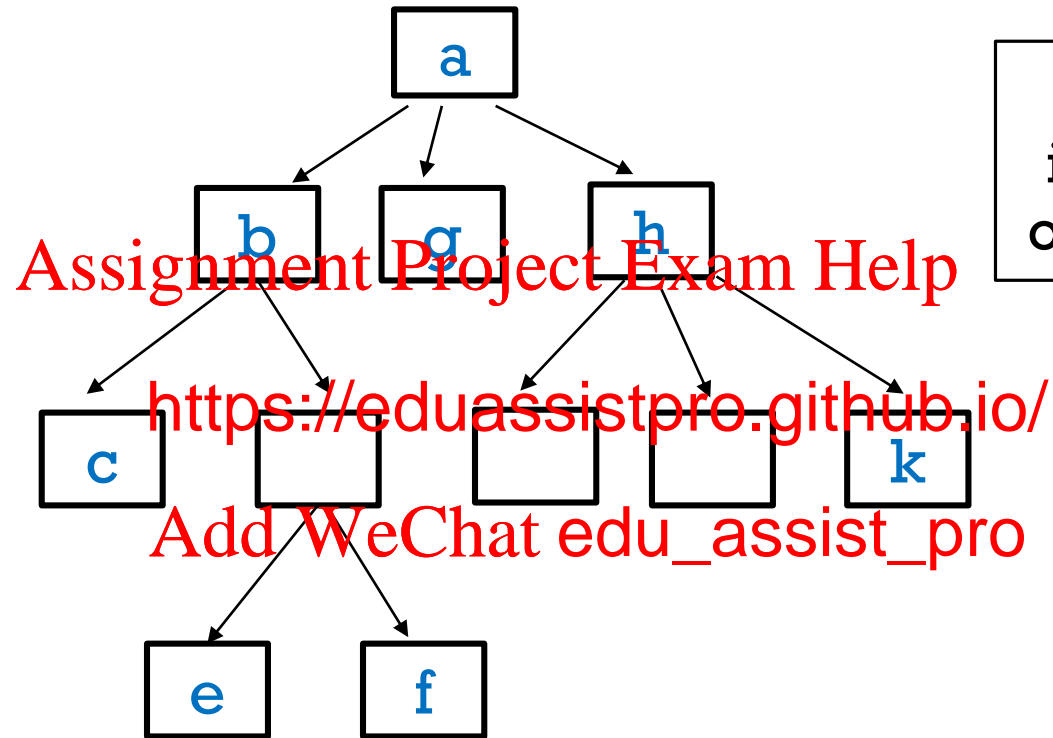 a
b g h
Assignment Project Exam Help
https://eduassistpro.github.io/
c k
Add WeChat edu_assist_pro
e f